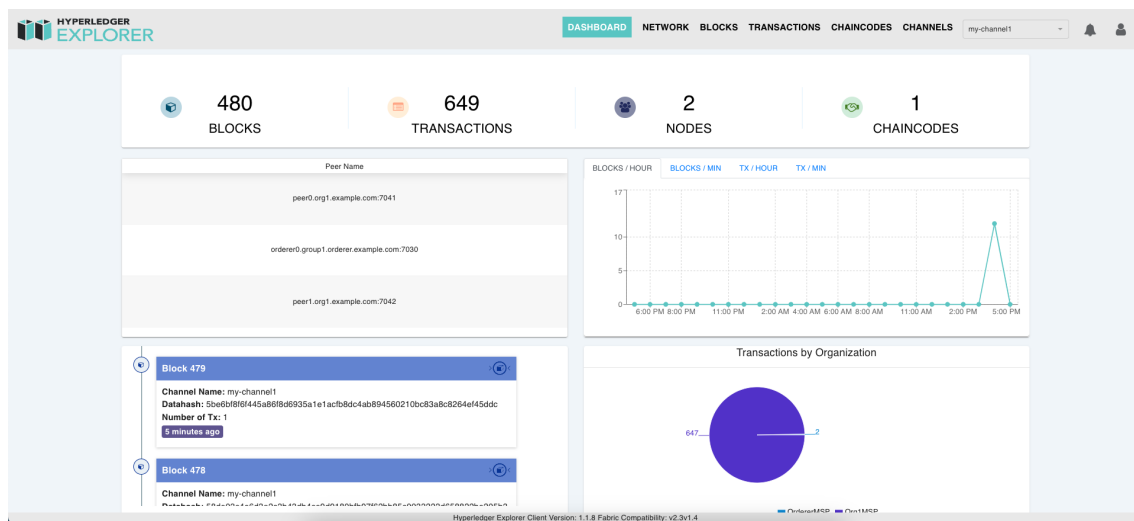 HYPERLEDGER
EXPLORER
DASHBOARD NETWORK BLOCKS TRANSACTIONS CHAINCODES CHANNELS my-channel1
480 649 2 1
BLOCKS TRANSACTIONS NODES CHAINCODES
Peer Name
peer0.org1.example.com:7041
orderer0.group1.orderer.example.com:7030
peer1.org1.example.com:7042
BLOCKS / HOUR BLOCKS / MIN TX / HOUR TX / MIN
17
10
5
0
6:00 PM 8:00 PM 11:00 PM 2:00 AM 4:00 AM 6:00 AM 8:00 AM 11:00 AM 2:00 PM 5:00 PM
Block 479
Channel Name: my-channel1
Datahash: 5be6bf8f6f445a86f8d6935a1e1acfb8dc4ab894560210bc83a8c8264ef45ddc
Number of Tx: 1
5 minutes ago
Block 478
Channel Name: my-channel1
Transactions by Organization
647
2
OrdererMSP Org1MSP
Hyperledger Explorer Client Version: 1.1.8 Fabric Compatibility: v2.3v1.4